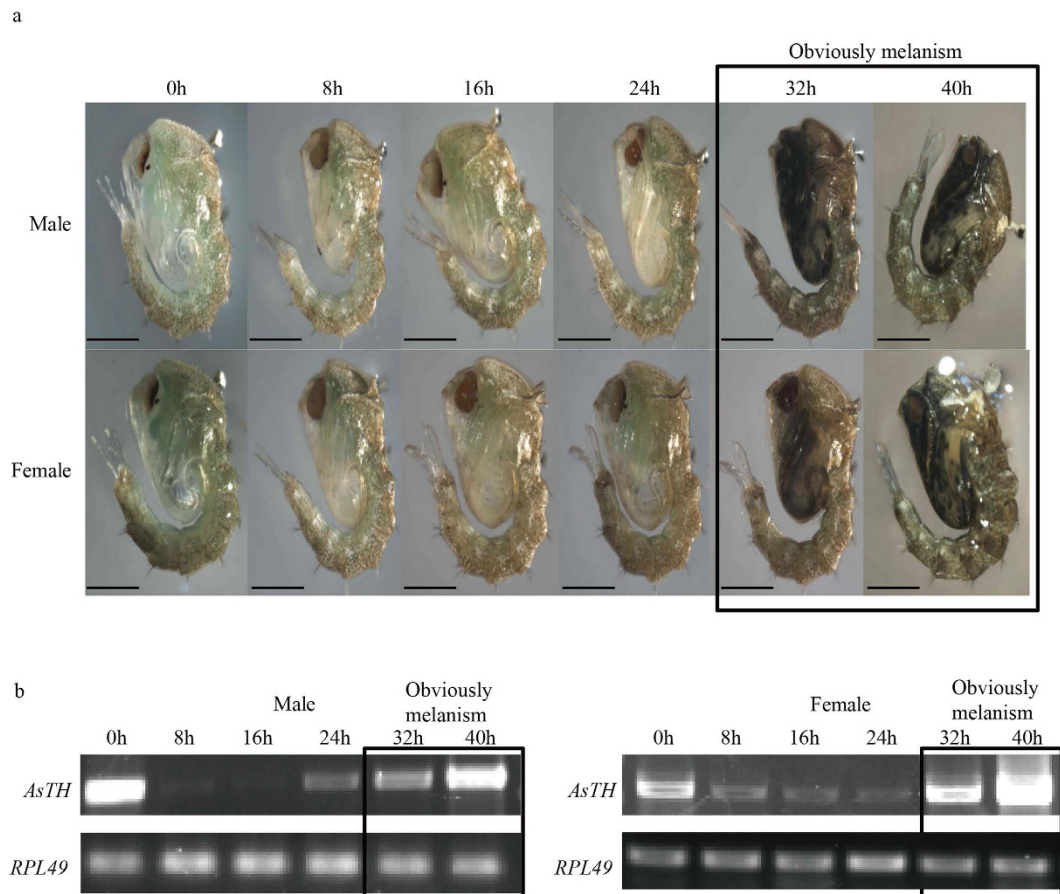 a
Obviously melanism
0h 8h 16h 24h 32h 40h
Male
Female
b
Male Obviously melanism
0h 8h 16h 24h 32h 40h
AsTH
RPL49
Female Obviously melanism
0h 8h 16h 24h 32h 40h
AsTH
RPL49